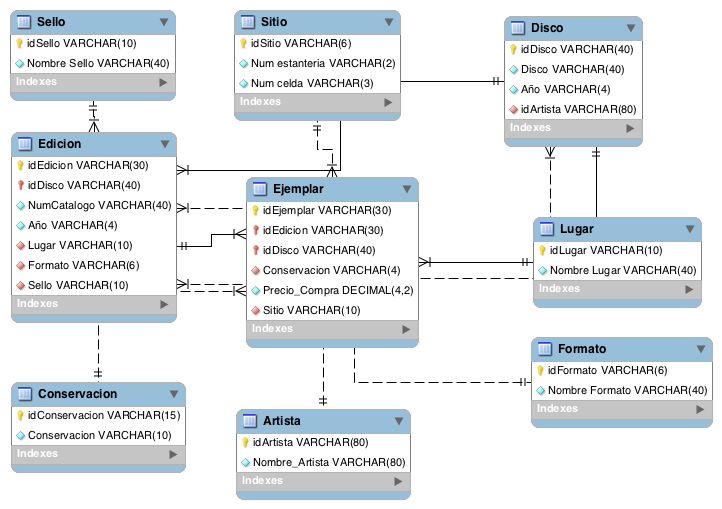 Sello
idSello VARCHAR(10)
Nombre Sello VARCHAR(40)
Indexes
Sitio
idSitio VARCHAR(6)
Num estanteria VARCHAR(2)
Num celda VARCHAR(3)
Indexes
Disco
idDisco VARCHAR(40)
Disco VARCHAR(40)
Año VARCHAR(4)
idArtista VARCHAR(80)
Indexes
Edicion
idEdicion VARCHAR(30)
idDisco VARCHAR(40)
NumCatalogo VARCHAR(40)
Año VARCHAR(4)
Lugar VARCHAR(10)
Formato VARCHAR(6)
Sello VARCHAR(10)
Indexes
Ejemplar
idEjemplar VARCHAR(30)
idEdicion VARCHAR(30)
idDisco VARCHAR(40)
Conservacion VARCHAR(4)
Precio_Compra DECIMAL(4,2)
Sitio VARCHAR(10)
Indexes
Lugar
idLugar VARCHAR(10)
Nombre Lugar VARCHAR(40)
Indexes
Formato
idFormato VARCHAR(6)
Nombre Formato VARCHAR(40)
Indexes
Conservacion
idConservacion VARCHAR(15)
Conservacion VARCHAR(10)
Indexes
Artista
idArtista VARCHAR(80)
Nombre_Artista VARCHAR(80)
Indexes